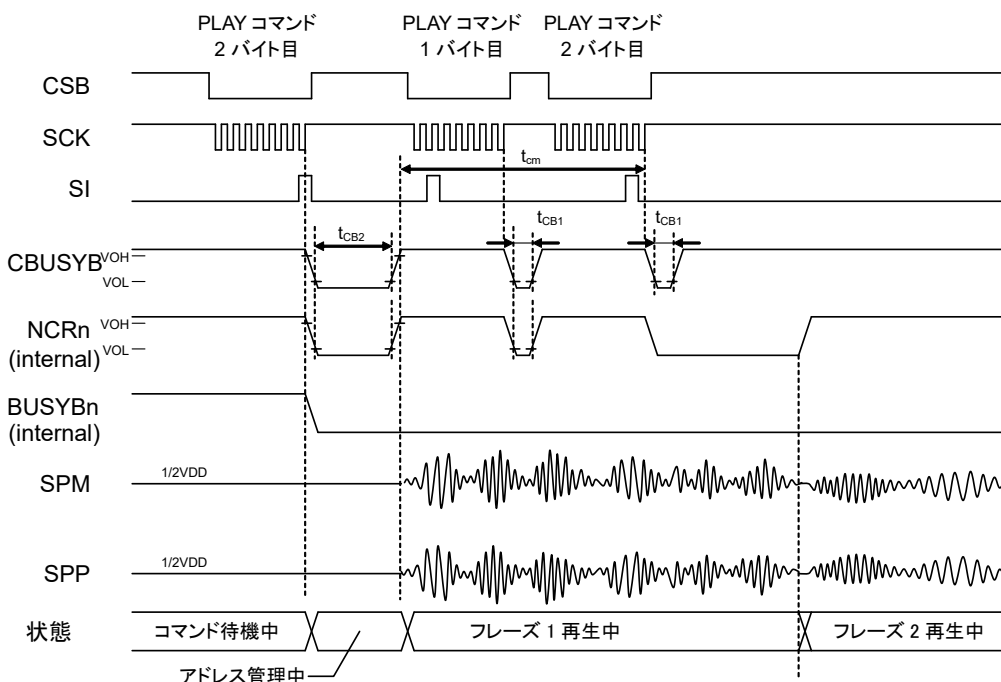 PLAY コマンド
2 バイト目
PLAY コマンド
1 バイト目
PLAY コマンド
2 バイト目
CSB
SCK
tcm
SI
tCB2
tCB1
tCB1
CBUSYB
VOH
VOL
NCRn
(internal)
VOH
VOL
BUSYBn
(internal)
SPM
1/2VDD
SPP
1/2VDD
状態
コマンド待機中
フレーズ 1 再生中
フレーズ 2 再生中
アドレス管理中